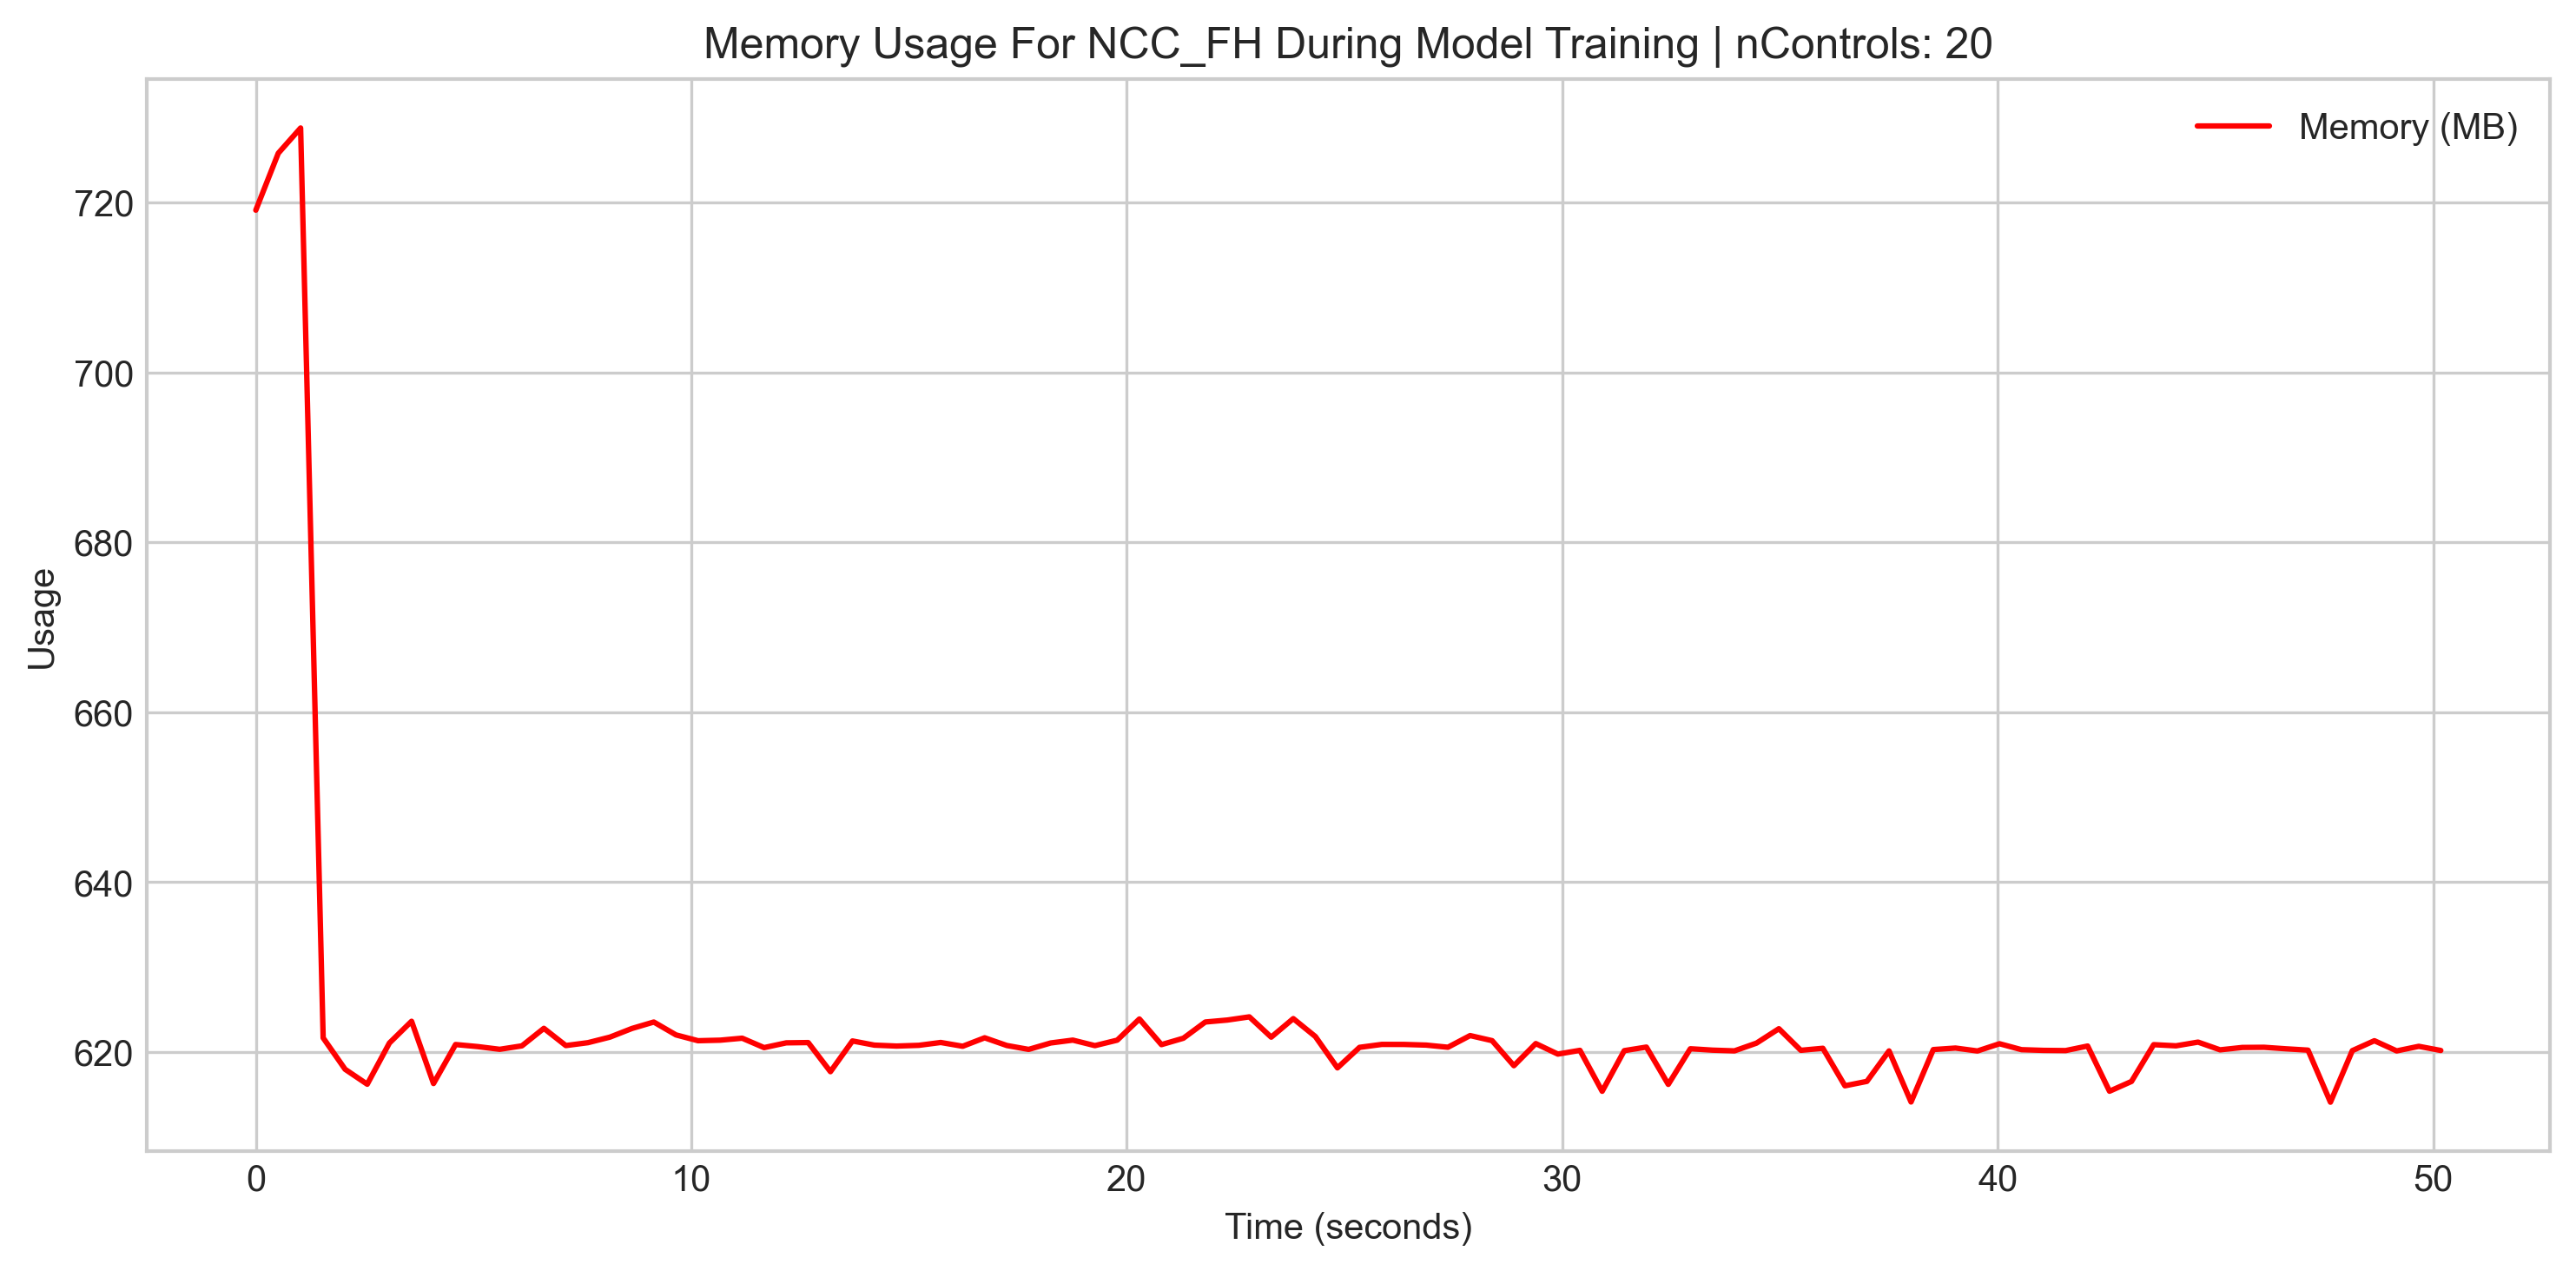 Memory Usage For NCC_FH During Model Training | nControls: 20
Memory (MB)
720
700
680
660
640
620
Usage
0 10 20 30 40 50
Time (seconds)